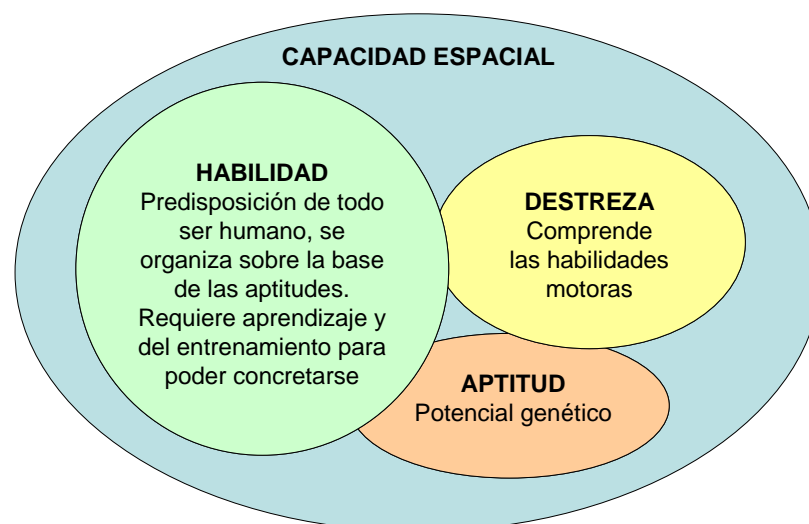 CAPACIDAD ESPACIAL
HABILIDAD
Predisposición de todo
ser humano, se
organiza sobre la base
de las aptitudes.
Requiere aprendizaje y
del entrenamiento para
poder concretarse
DESTREZA
Comprende
las habilidades
motoras
APTITUD
Potencial genético